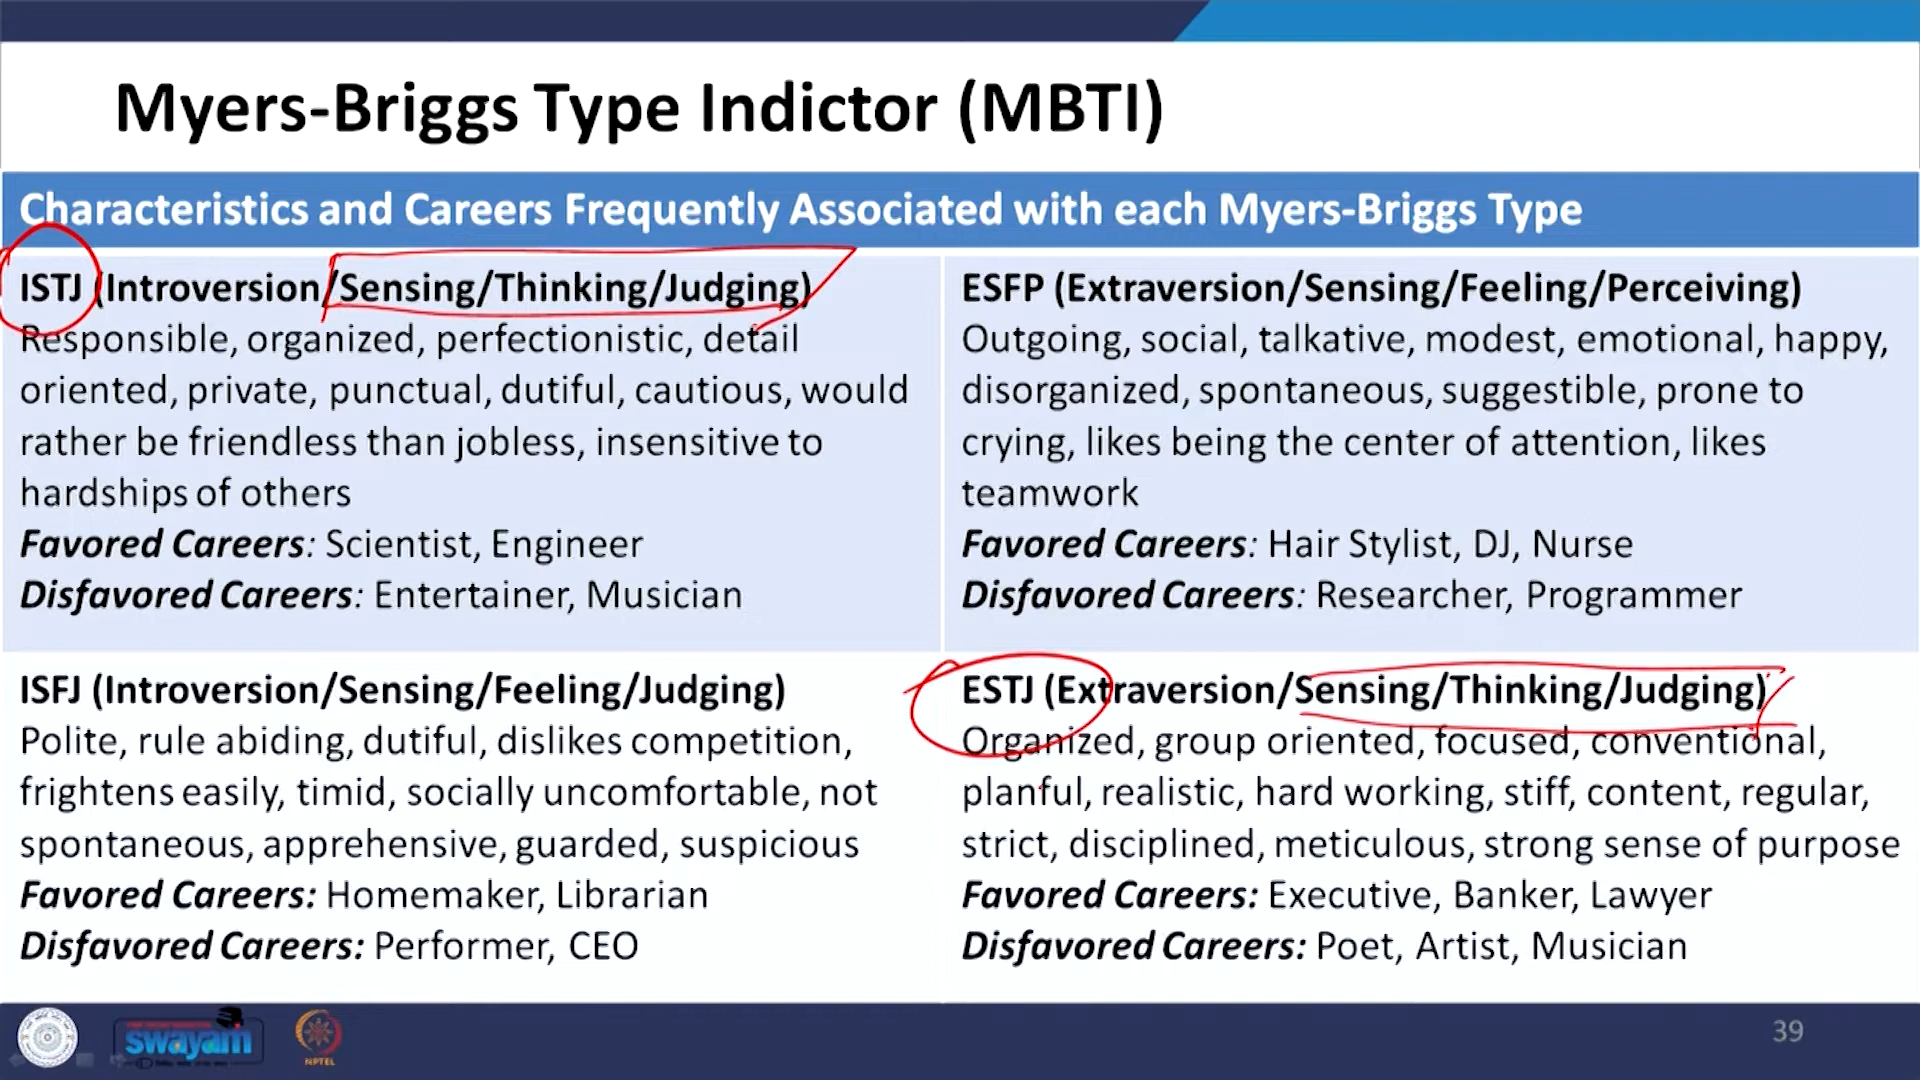 Myers-Briggs Type Indictor (MBTI)
Characteristics and Careers Frequently Associated with each Myers-Briggs Type
ISTJ (Introversion/Sensing/Thinking/Judging)
Responsible, organized, perfectionistic, detail
oriented, private, punctual, dutiful, cautious, would
rather be friendless than jobless, insensitive to
hardships of others
Favored Careers: Scientist, Engineer
Disfavored Careers: Entertainer, Musician
ESFP (Extraversion/Sensing/Feeling/Perceiving)
Outgoing, social, talkative, modest, emotional, happy,
disorganized, spontaneous, suggestible, prone to
crying, likes being the center of attention, likes
teamwork
Favored Careers: Hair Stylist, DJ, Nurse
Disfavored Careers: Researcher, Programmer
ISFJ (Introversion/Sensing/Feeling/Judging)
Polite, rule abiding, dutiful, dislikes competition,
frightens easily, timid, socially uncomfortable, not
spontaneous, apprehensive, guarded, suspicious
Favored Careers: Homemaker, Librarian
Disfavored Careers: Performer, CEO
ESTJ (Extraversion/Sensing/Thinking/Judging)
Organized, group oriented, focused, conventional,
planful, realistic, hard working, stiff, content, regular,
strict, disciplined, meticulous, strong sense of purpose
Favored Careers: Executive, Banker, Lawyer
Disfavored Careers: Poet, Artist, Musician
swayam
NPTEL
39